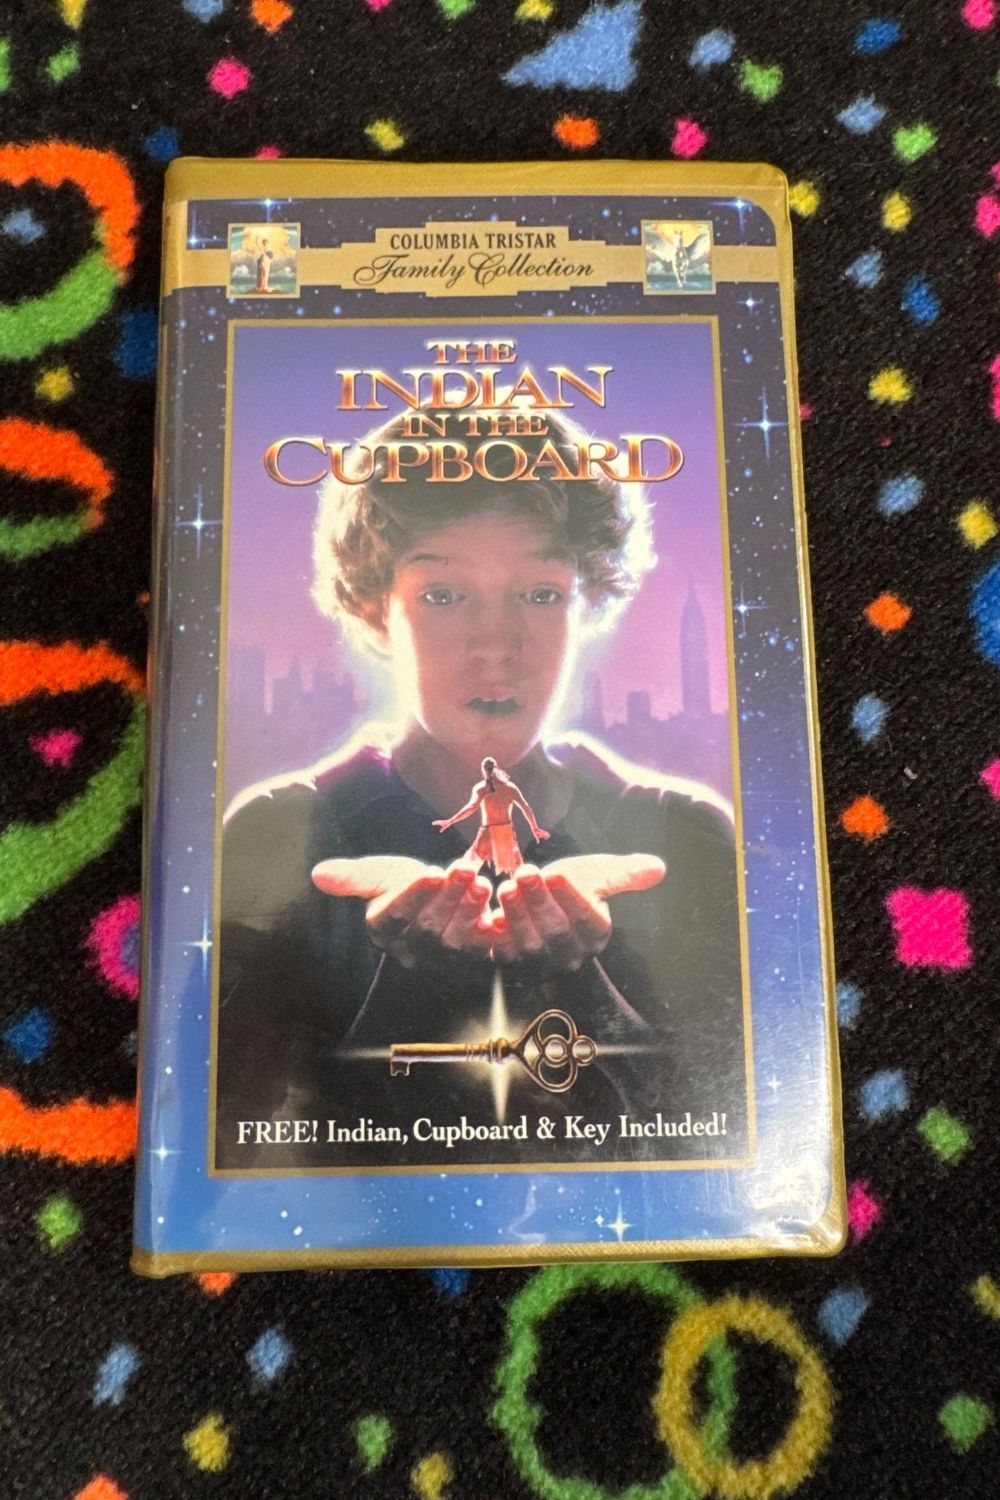 COLUMBIA TRISTAR
Family Collection
THE
INDIAN
IN THE
CUPBOARD
FREE! Indian, Cupboard & Key Included!